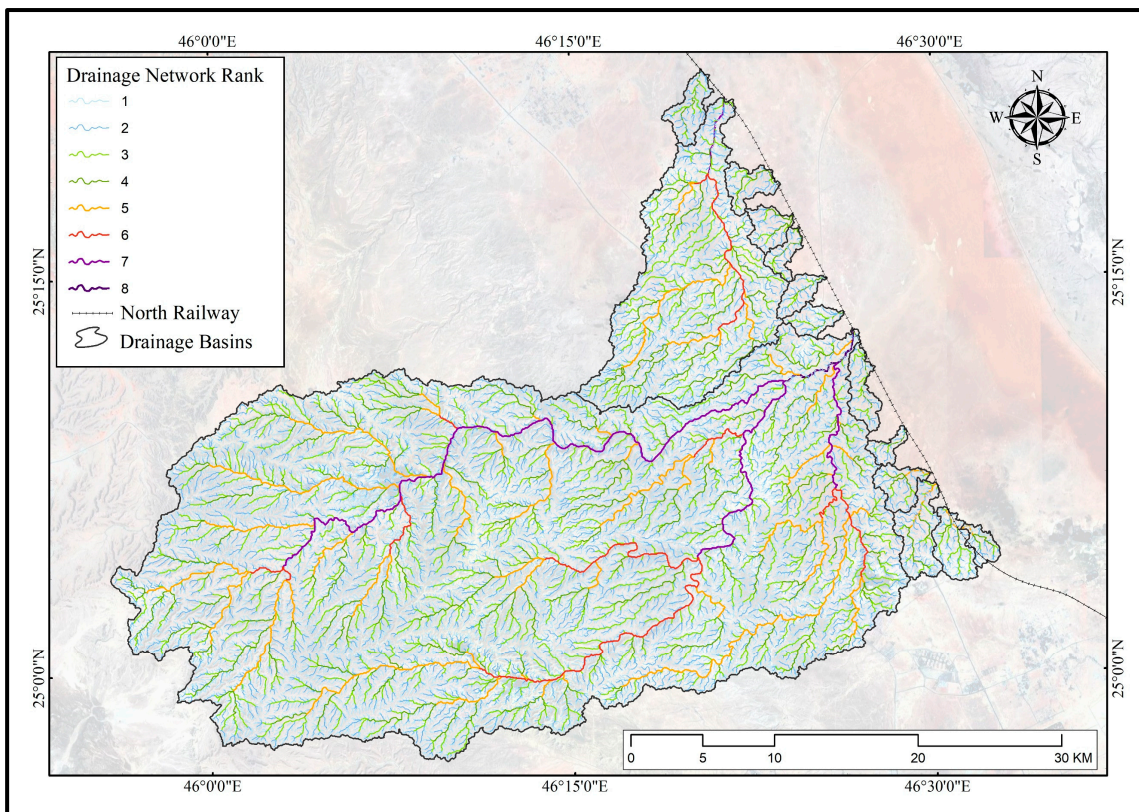 46°0'0"E 46°15'0"E 46°30'0"E
Drainage Network Rank
1
2
3
4
5
6
7
8
North Railway
Drainage Basins
N
W E
S
25°15'0"N 25°15'0"N
25°0'0"N 25°0'0"N
0 5 10 20 30 KM
46°0'0"E 46°15'0"E 46°30'0"E